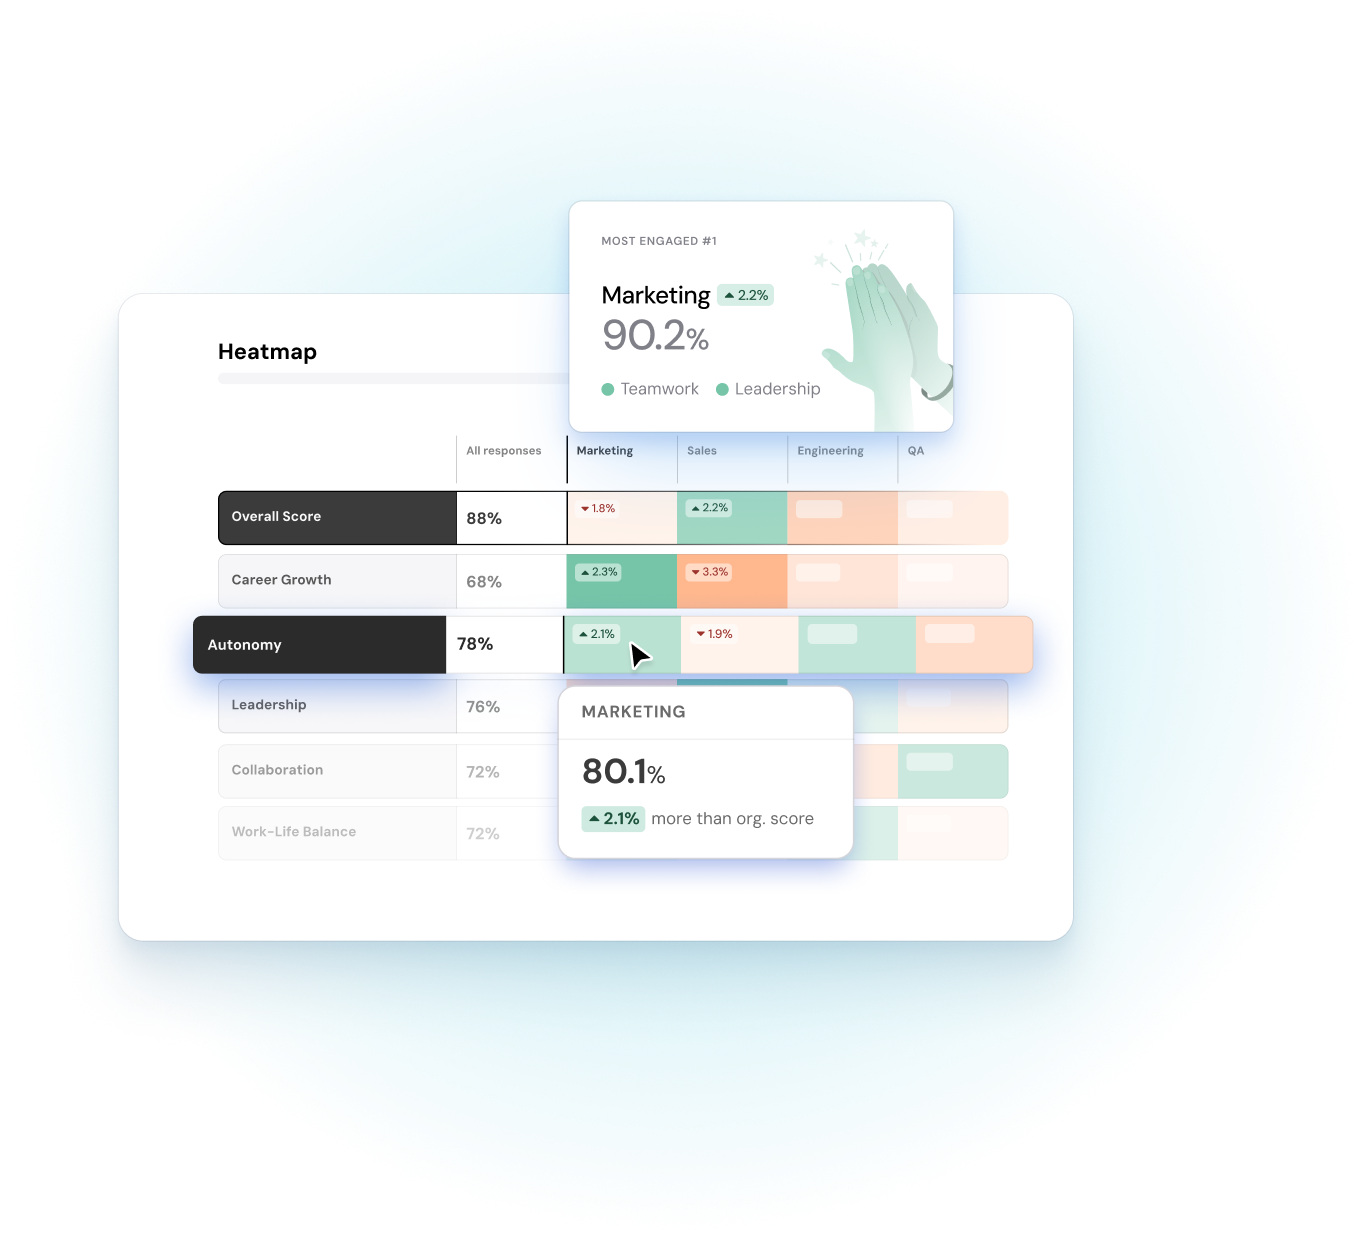 MOST ENGAGED #1
Marketing ▲ 2.2%
90.2%
Teamwork Leadership
Heatmap
All responses Marketing Sales Engineering QA
Overall Score 88% ▼ 1.8% ▲ 2.2%
Career Growth 68% ▲ 2.3% ▼ 3.3%
Autonomy 78% ▲ 2.1% ▼ 1.9%
Leadership 76%
Collaboration 72%
Work-Life Balance 72%
MARKETING
80.1%
▲ 2.1% more than org. score